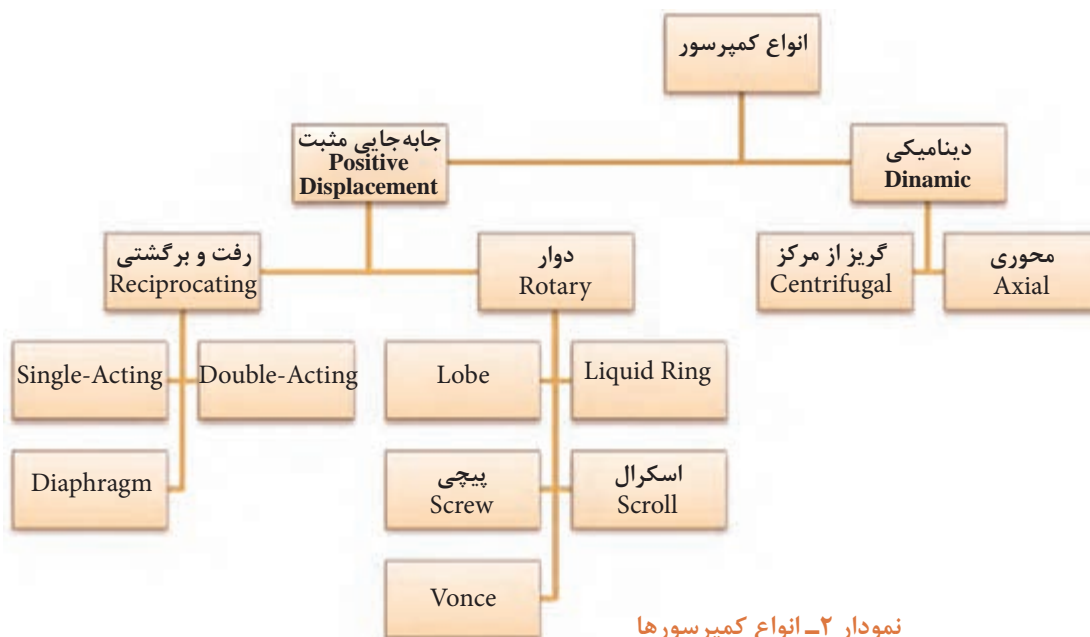 انواع کمپرسور
جابه‌جایی مثبت
Positive
Displacement
دینامیکی
Dinamic
رفت و برگشتی
Reciprocating
دوار
Rotary
گریز از مرکز
Centrifugal
محوری
Axial
Single-Acting
Double-Acting
Lobe
Liquid Ring
Diaphragm
پیچی
Screw
اسکرال
Scroll
Vonce
نمودار ۲ــ انواع کمپرسورها